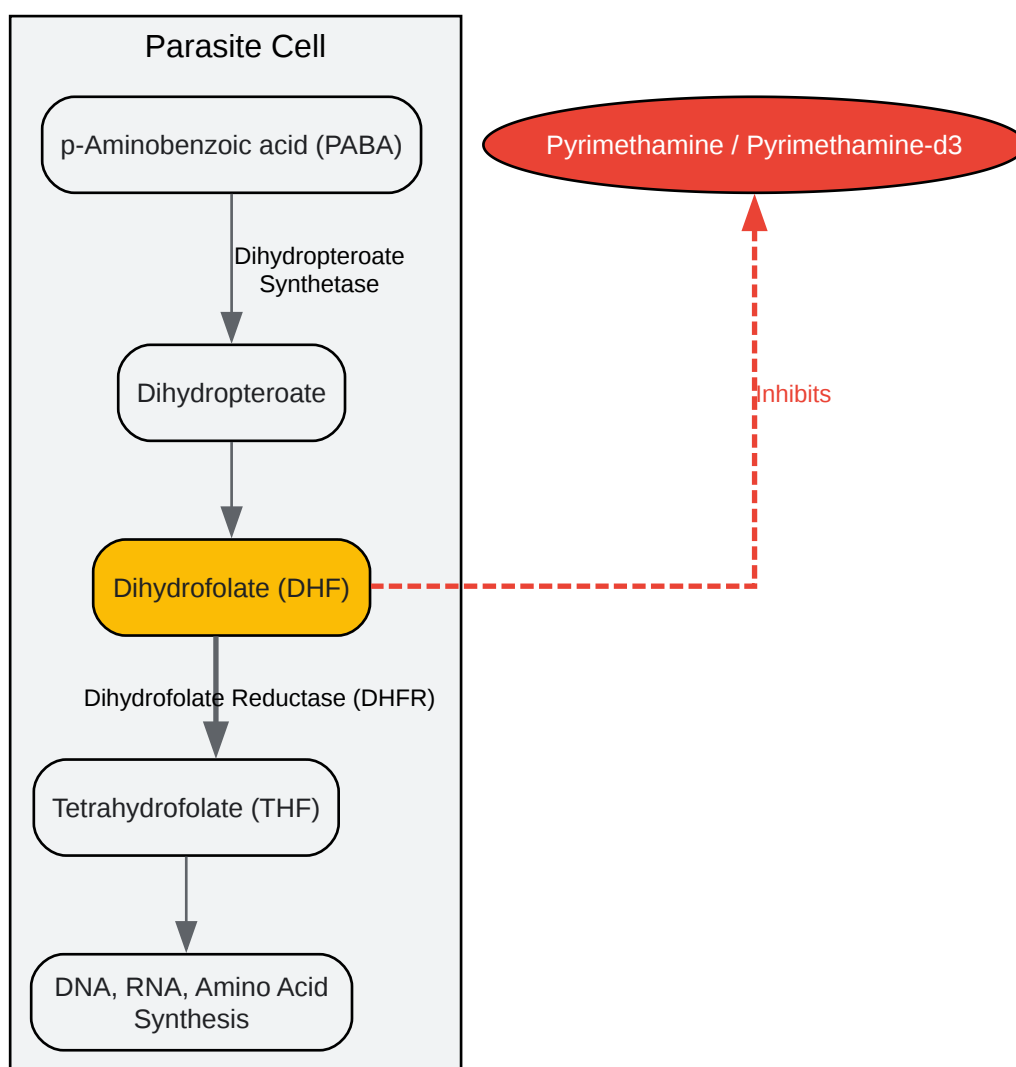 Parasite Cell
p-Aminobenzoic acid (PABA)
Pyrimethamine / Pyrimethamine-d3
Dihydropteroate
Synthetase
Dihydropteroate
Inhibits
Dihydrofolate (DHF)
Dihydrofolate Reductase (DHFR)
Tetrahydrofolate (THF)
DNA, RNA, Amino Acid
Synthesis